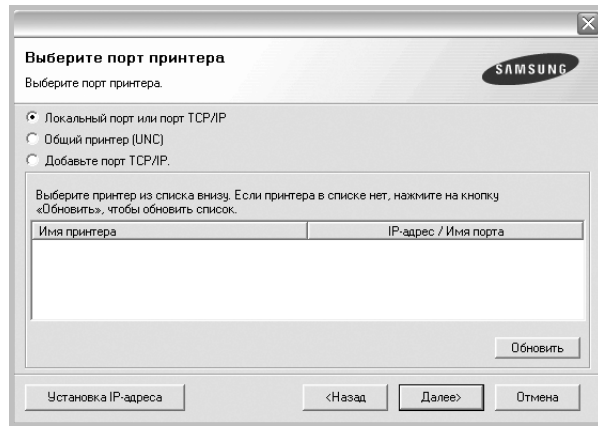 Выберите порт принтера
Выберите порт принтера.
SAMSUNG
Локальный порт или порт TCP/IP
Общий принтер (UNC)
Добавьте порт TCP/IP.
Выберите принтер из списка внизу. Если принтера в списке нет, нажмите на кнопку
«Обновить», чтобы обновить список.
Имя принтера IP-адрес / Имя порта
Обновить
Установка IP-адреса <Назад Далее> Отмена